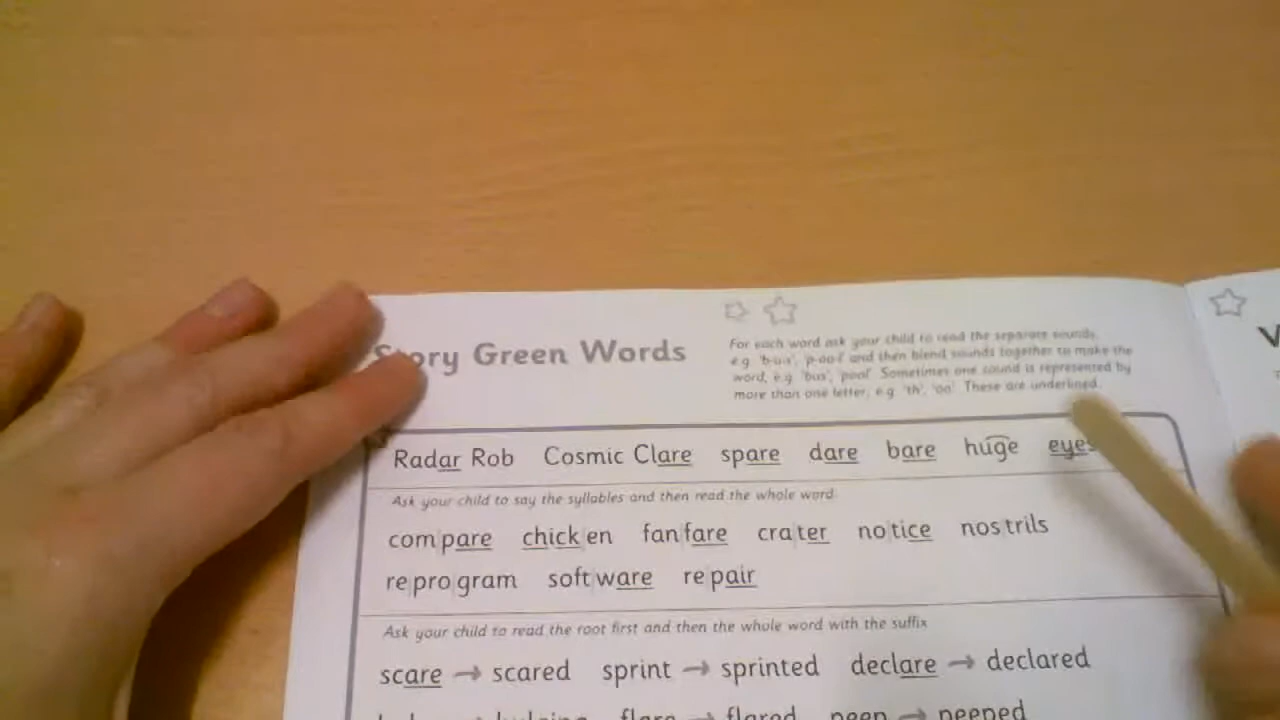 Story Green Words
For each word ask your child to read the separate sounds,
e.g. 'b-u-s', 'p-oo-l' and then blend sounds together to make the
word, e.g. 'bus', 'pool'. Sometimes one sound is represented by
more than one letter, e.g. 'th', 'oo'. These are underlined.
Radar Rob Cosmic Clare spare dare bare huge eyes
Ask your child to say the syllables and then read the whole word.
com|pare chick|en fan|fare cra|ter no|tice nos|trils
re|pro|gram soft|ware re|pair
Ask your child to read the root first and then the whole word with the suffix
scare → scared sprint → sprinted declare → declared
flare → flared peep → peeped